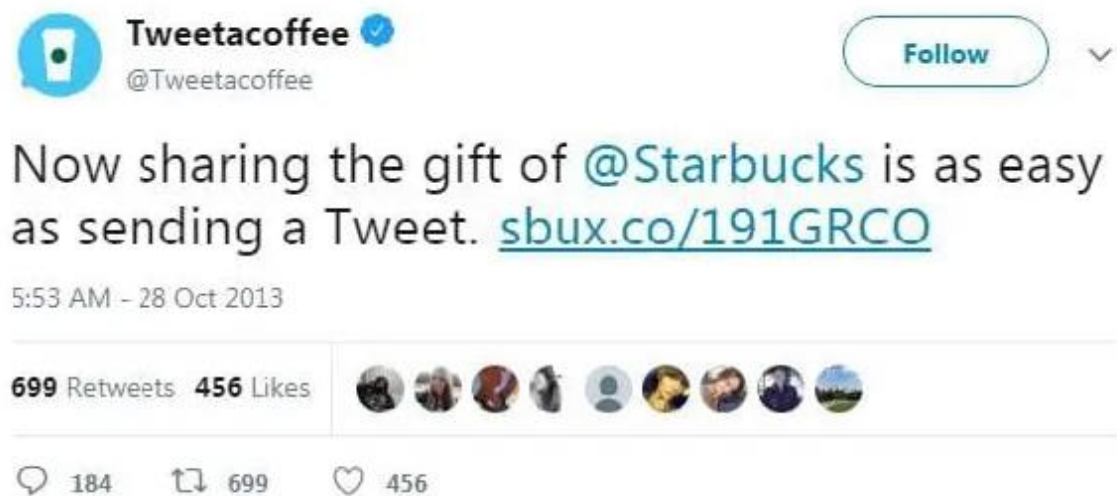 Tweetacoffee
@Tweetacoffee
Follow
Now sharing the gift of @Starbucks is as easy
as sending a Tweet. sbux.co/191GRCO
5:53 AM - 28 Oct 2013
699 Retweets 456 Likes
184 699 456